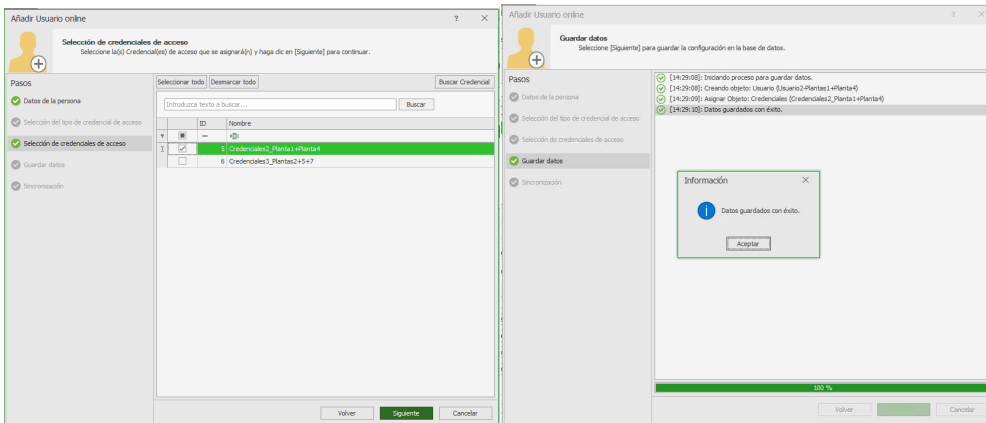 Añadir Usuario online
?
Selección de credenciales de acceso
Seleccione la(s) Credencial(es) de acceso que se asignará(n) y haga clic en [Siguiente] para continuar.
Pasos
Datos de la persona
Selección del tipo de credencial de acceso
Selección de credenciales de acceso
Guardar datos
Sincronización
Seleccionar todo
Desmarcar todo
Buscar Credencial
Introduzca texto a buscar...
Buscar
ID Nombre
5 Credenciales2_Planta1+Planta4
6 Credenciales3_Plantas2+5+7
Volver
Siguiente
Cancelar
Añadir Usuario online
?
Guardar datos
Seleccione [Siguiente] para guardar la configuración en la base de datos.
Pasos
Datos de la persona
Selección del tipo de credencial de acceso
Selección de credenciales de acceso
Guardar datos
Sincronización
[14:29:08]: Iniciando proceso para guardar datos.
[14:29:08]: Creando objeto: Usuario (Usuario2-Plantas1+Planta4)
[14:29:09]: Asignar Objeto: Credenciales (Credenciales2_Planta1+Planta4)
[14:29:10]: Datos guardados con éxito.
Información
Datos guardados con éxito.
Aceptar
100 %
Volver
Cancelar